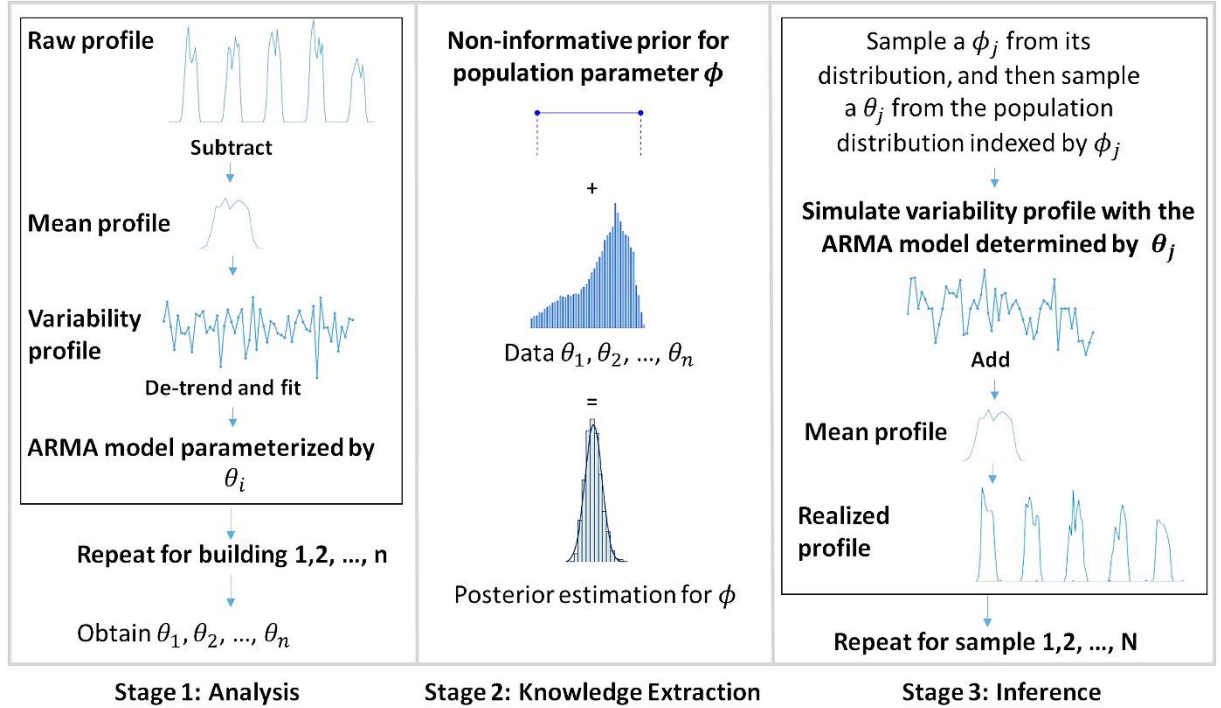 Raw profile
Subtract
Mean profile
Variability
profile
De-trend and fit
ARMA model parameterized by
θᵢ
Repeat for building 1,2, ..., n
Obtain θ₁, θ₂, ..., θₙ
Stage 1: Analysis
Non-informative prior for
population parameter ϕ
+
Data θ₁, θ₂, ..., θₙ
=
Posterior estimation for ϕ
Stage 2: Knowledge Extraction
Sample a ϕⱼ from its
distribution, and then sample
a θⱼ from the population
distribution indexed by ϕⱼ
Simulate variability profile with the
ARMA model determined by θⱼ
Add
Mean profile
Realized
profile
Repeat for sample 1,2, ..., N
Stage 3: Inference